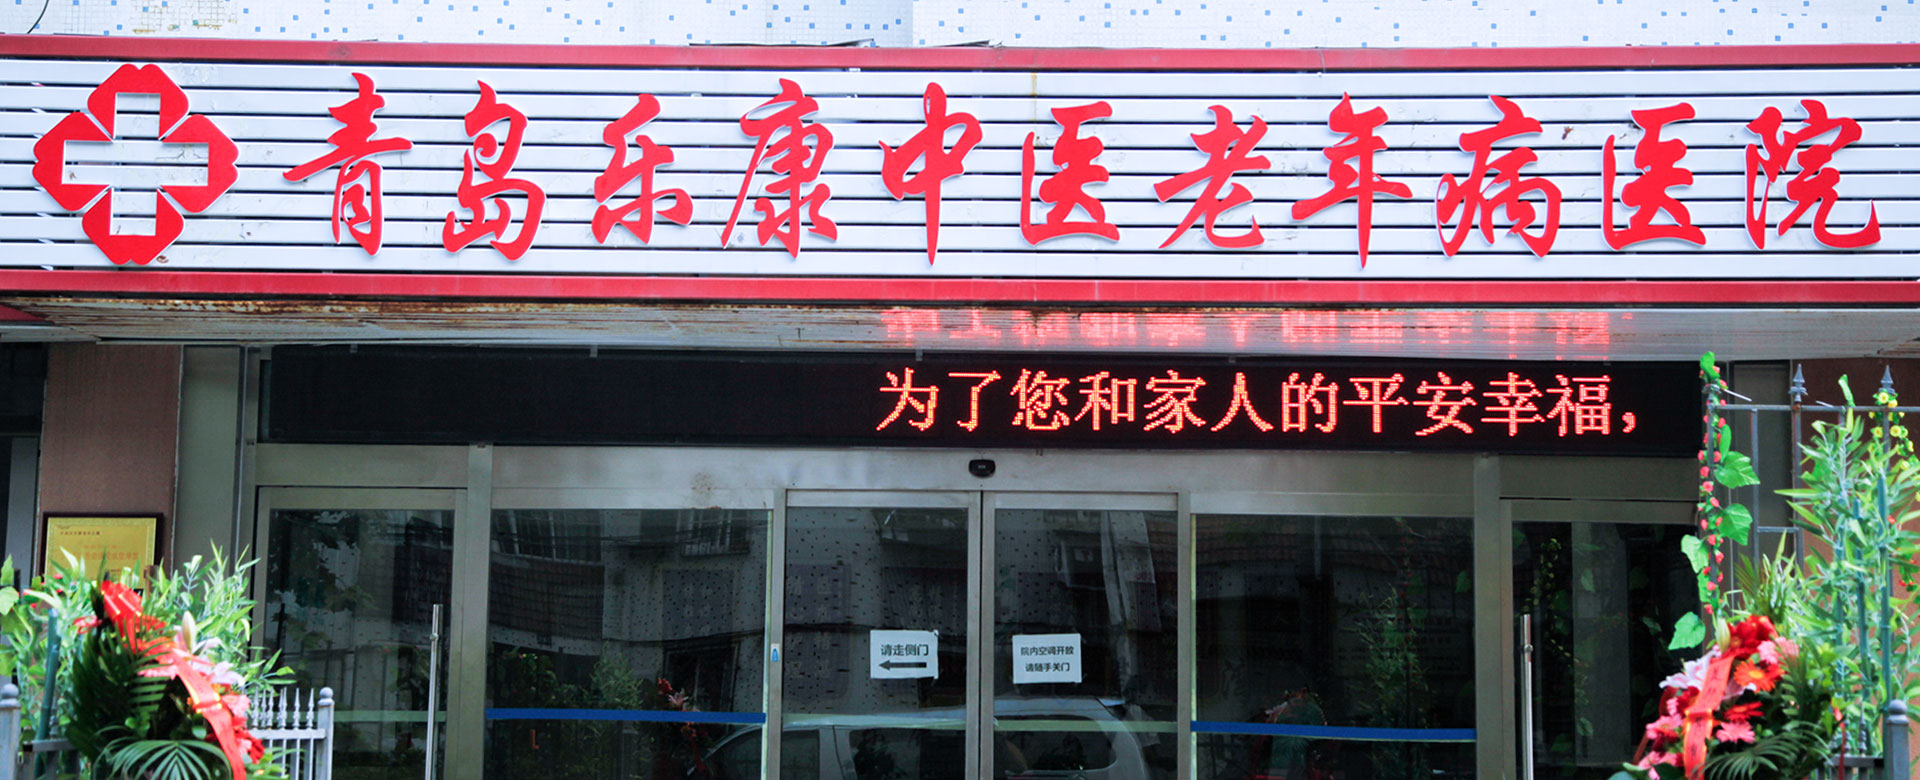 青岛乐康中医老年病医院
为了您和家人的平安幸福，
请走侧门
院内空调开放
请随手关门